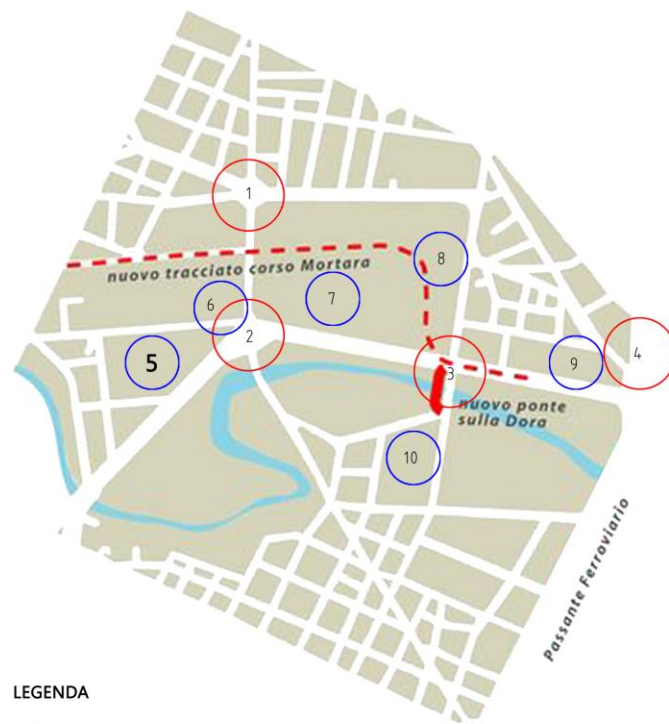 1
nuovo tracciato corso Mortara
8
6
7
2
5
3
9
4
nuovo ponte
sulla Dora
10
Passante Ferroviario
LEGENDA